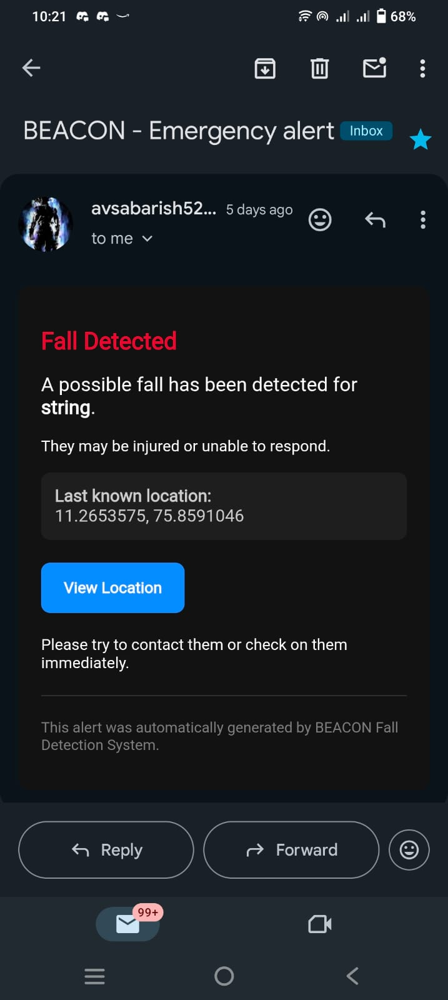 10:21 68%
BEACON - Emergency alert Inbox
avsabarish52... 5 days ago
to me
Fall Detected
A possible fall has been detected for
string.
They may be injured or unable to respond.
Last known location:
11.2653575, 75.8591046
View Location
Please try to contact them or check on them
immediately.
This alert was automatically generated by BEACON Fall
Detection System.
Reply Forward
99+